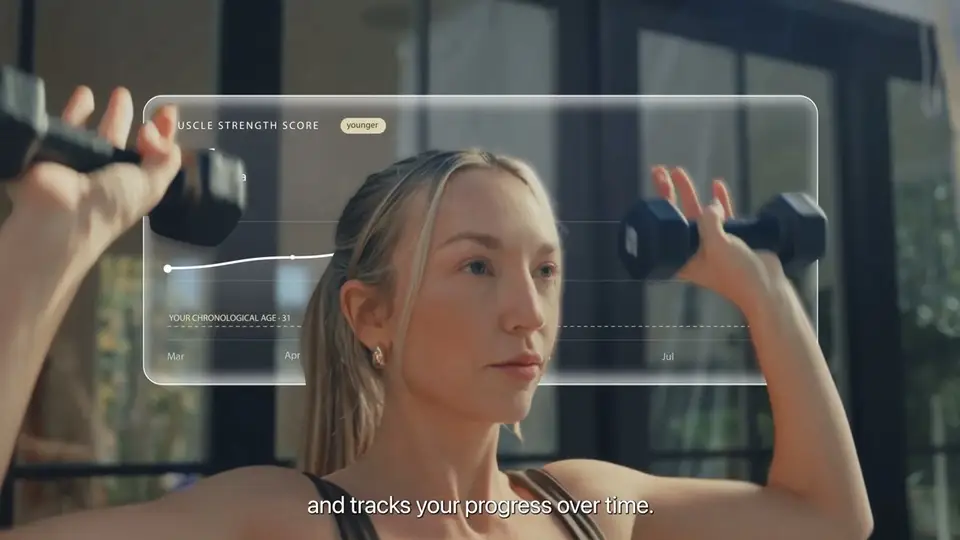 USCLE STRENGTH SCORE
younger
a
YOUR CHRONOLOGICAL AGE - 31
Mar
Apr
Jul
and tracks your progress over time.